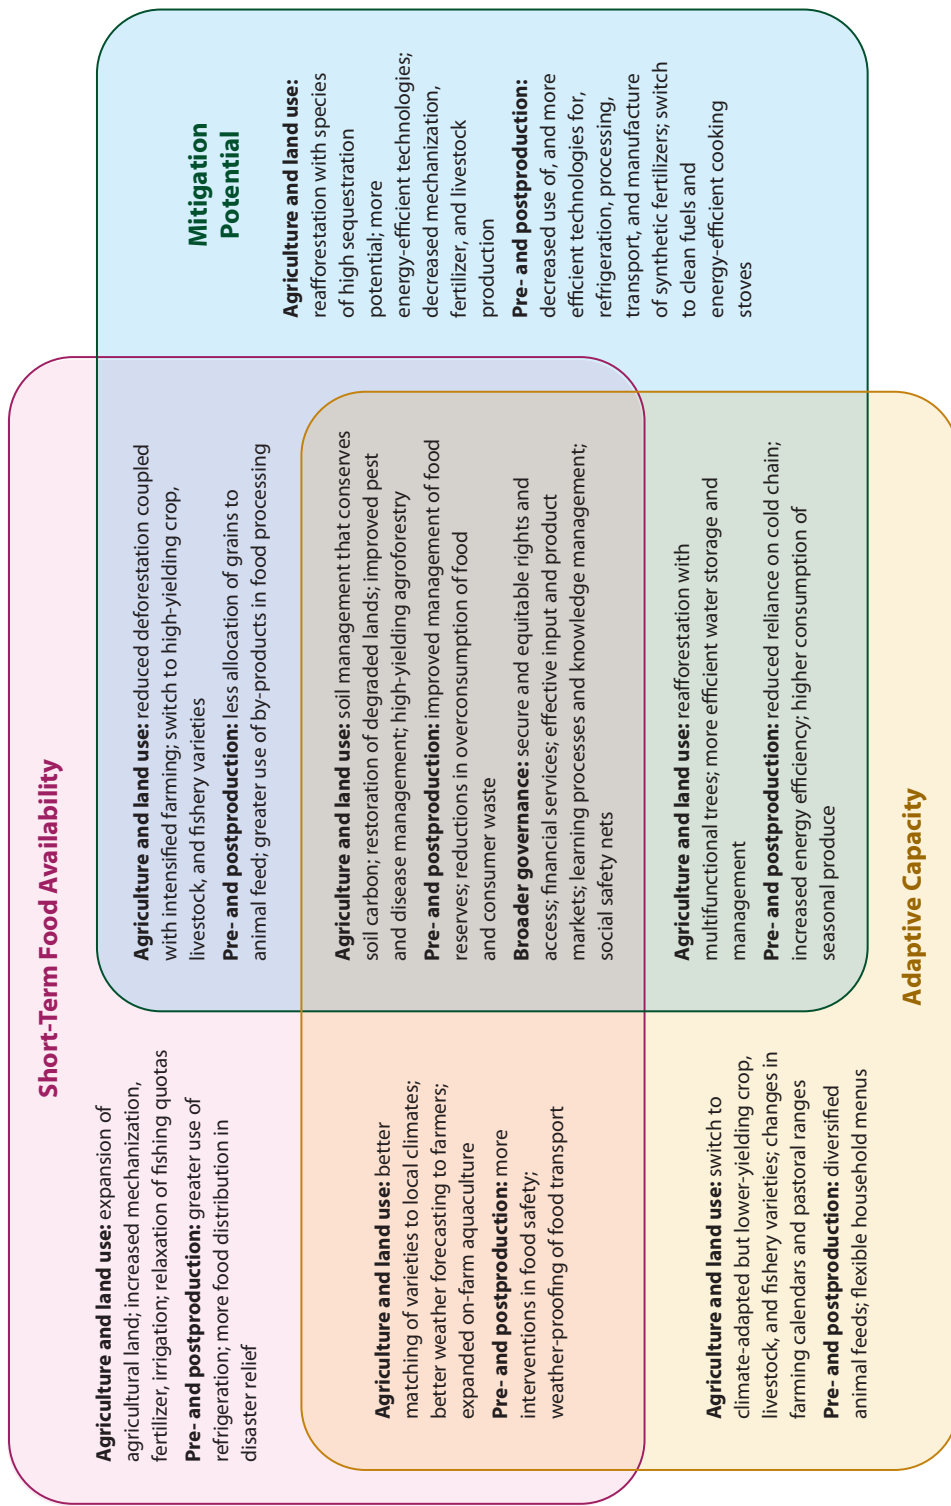 Short-Term Food Availability
Agriculture and land use: expansion of
agricultural land; increased mechanization,
fertilizer, irrigation; relaxation of fishing quotas
Pre- and postproduction: greater use of
refrigeration; more food distribution in
disaster relief
Agriculture and land use: reduced deforestation coupled
with intensified farming; switch to high-yielding crop,
livestock, and fishery varieties
Pre- and postproduction: less allocation of grains to
animal feed; greater use of by-products in food processing
Mitigation
Potential
Agriculture and land use:
reafforestation with species
of high sequestration
potential; more
energy-efficient technologies;
decreased mechanization,
fertilizer, and livestock
production
Pre- and postproduction:
decreased use of, and more
efficient technologies for,
refrigeration, processing,
transport, and manufacture
of synthetic fertilizers; switch
to clean fuels and
energy-efficient cooking
stoves
Agriculture and land use: better
matching of varieties to local climates;
better weather forecasting to farmers;
expanded on-farm aquaculture
Pre- and postproduction: more
interventions in food safety;
weather-proofing of food transport
Agriculture and land use: soil management that conserves
soil carbon; restoration of degraded lands; improved pest
and disease management; high-yielding agroforestry
Pre- and postproduction: improved management of food
reserves; reductions in overconsumption of food
and consumer waste
Broader governance: secure and equitable rights and
access; financial services; effective input and product
markets; learning processes and knowledge management;
social safety nets
Agriculture and land use: switch to
climate-adapted but lower-yielding crop,
livestock, and fishery varieties; changes in
farming calendars and pastoral ranges
Pre- and postproduction: diversified
animal feeds; flexible household menus
Agriculture and land use: reafforestation with
multifunctional trees; more efficient water storage and
management
Pre- and postproduction: reduced reliance on cold chain;
increased energy efficiency; higher consumption of
seasonal produce
Adaptive Capacity